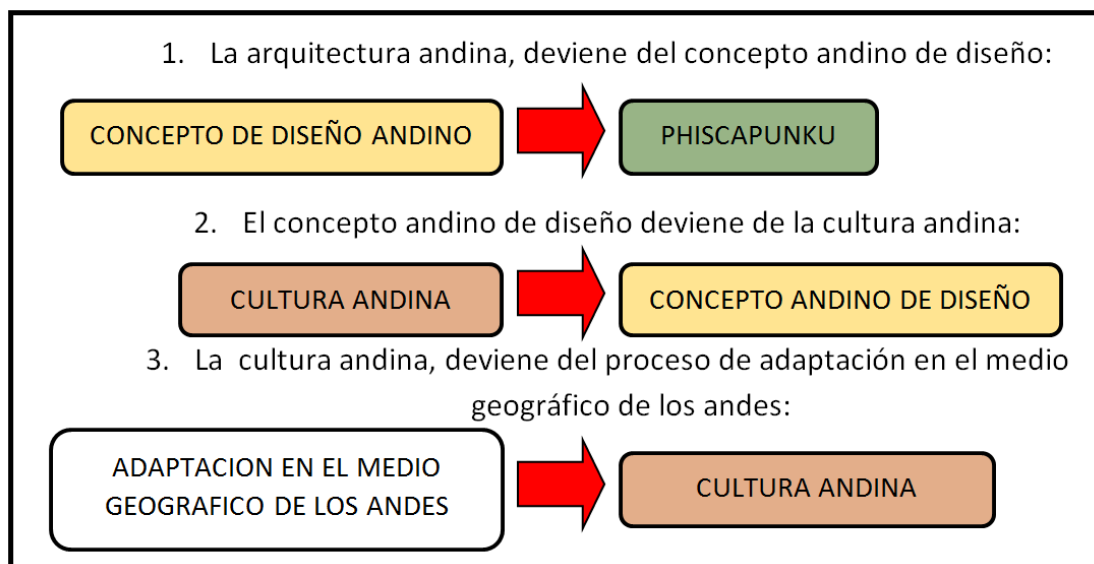 1. La arquitectura andina, deviene del concepto andino de diseño:
CONCEPTO DE DISEÑO ANDINO
PHISCAPUNKU
2. El concepto andino de diseño deviene de la cultura andina:
CULTURA ANDINA
CONCEPTO ANDINO DE DISEÑO
3. La cultura andina, deviene del proceso de adaptación en el medio
geográfico de los andes:
ADAPTACION EN EL MEDIO
GEOGRAFICO DE LOS ANDES
CULTURA ANDINA